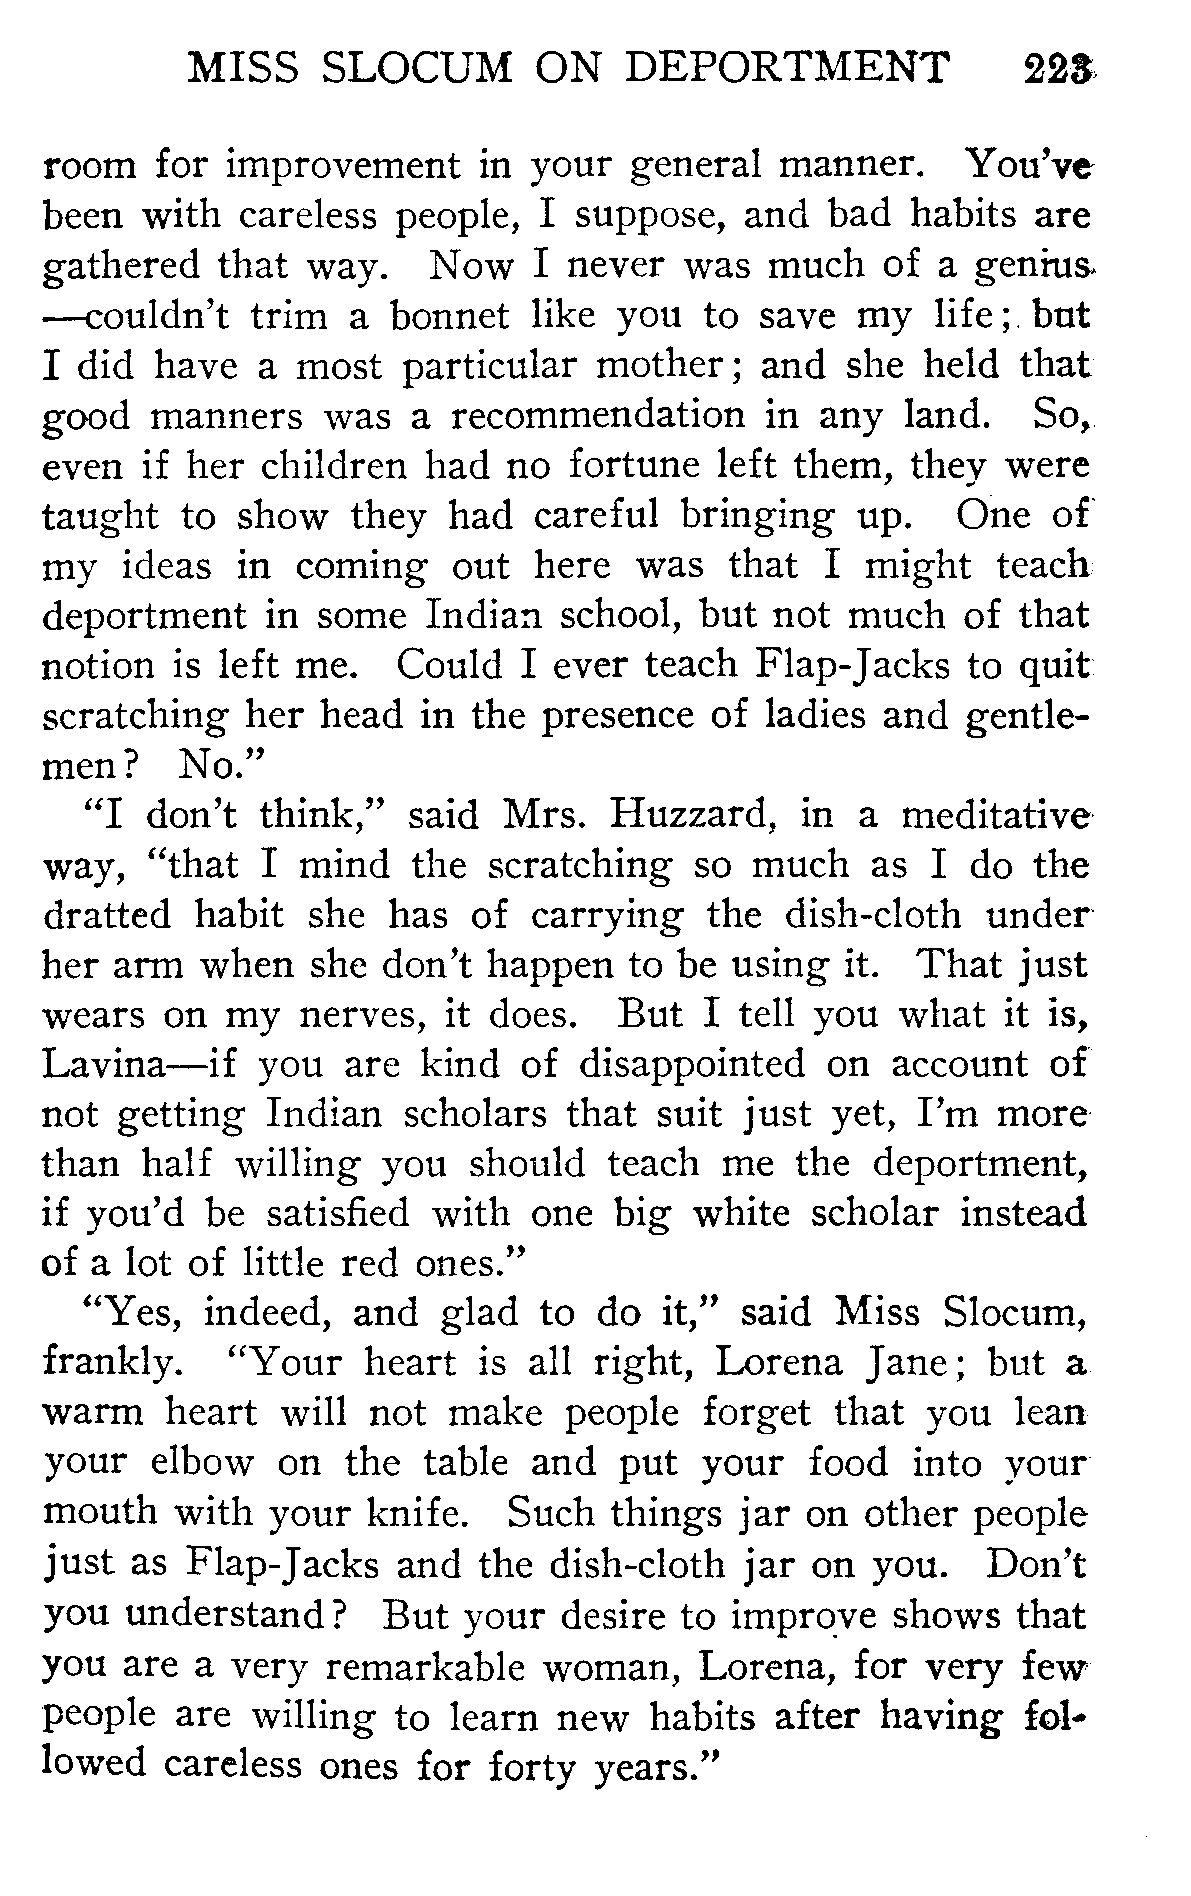 MISS SLOCUM ON DEPORTMENT 223
room for improvement in your general manner. You've
been with careless people, I suppose, and bad habits are
gathered that way. Now I never was much of a genius
—couldn't trim a bonnet like you to save my life; but
I did have a most particular mother; and she held that
good manners was a recommendation in any land. So,
even if her children had no fortune left them, they were
taught to show they had careful bringing up. One of
my ideas in coming out here was that I might teach
deportment in some Indian school, but not much of that
notion is left me. Could I ever teach Flap-Jacks to quit
scratching her head in the presence of ladies and gentle-
men? No."
"I don't think," said Mrs. Huzzard, in a meditative
way, "that I mind the scratching so much as I do the
dratted habit she has of carrying the dish-cloth under
her arm when she don't happen to be using it. That just
wears on my nerves, it does. But I tell you what it is,
Lavina—if you are kind of disappointed on account of
not getting Indian scholars that suit just yet, I'm more
than half willing you should teach me the deportment,
if you'd be satisfied with one big white scholar instead
of a lot of little red ones."
"Yes, indeed, and glad to do it," said Miss Slocum,
frankly. "Your heart is all right, Lorena Jane; but a
warm heart will not make people forget that you lean
your elbow on the table and put your food into your
mouth with your knife. Such things jar on other people
just as Flap-Jacks and the dish-cloth jar on you. Don't
you understand? But your desire to improve shows that
you are a very remarkable woman, Lorena, for very few
people are willing to learn new habits after having fol-
lowed careless ones for forty years."